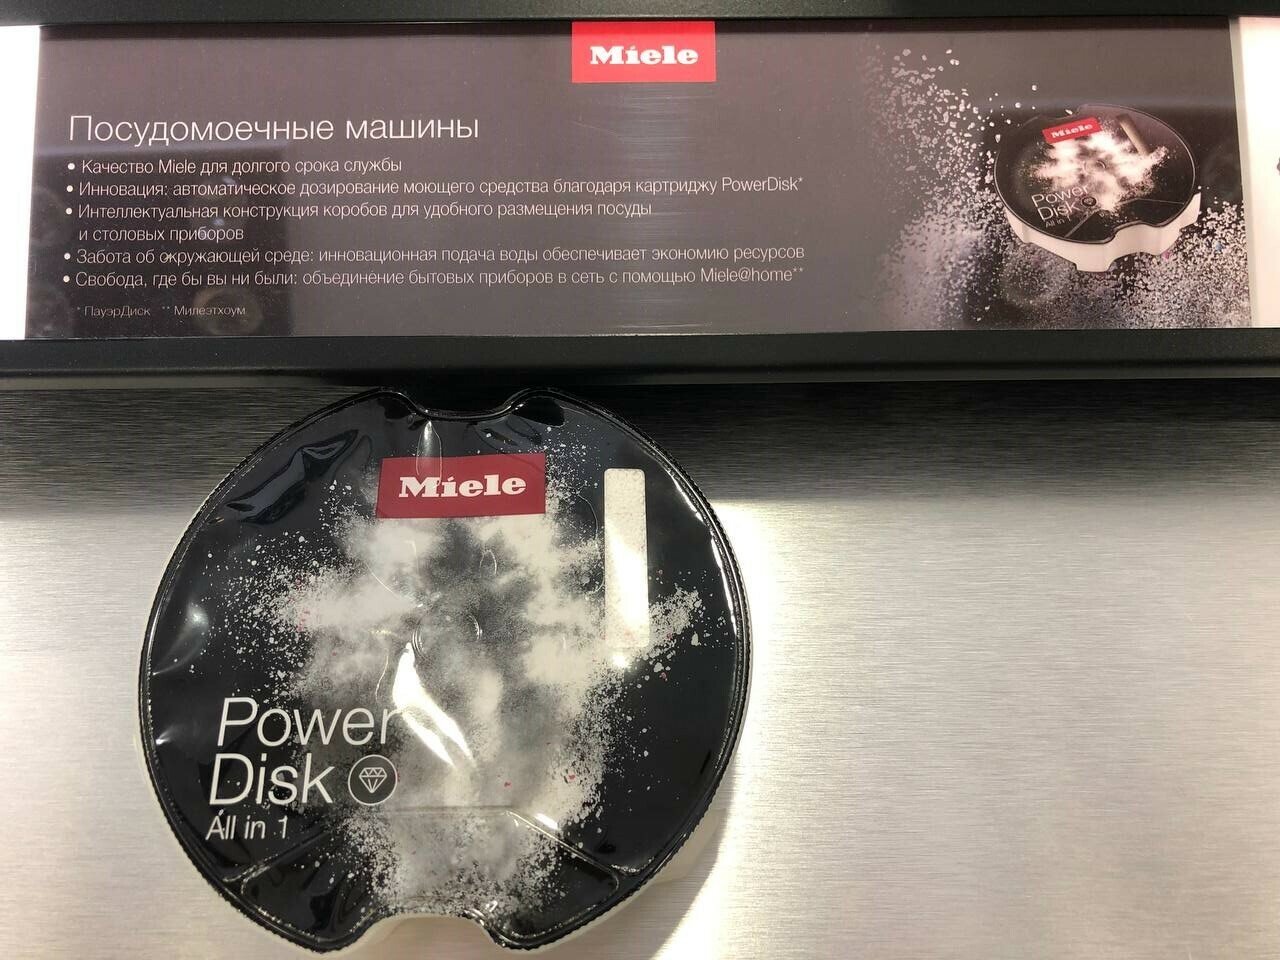 Miele
Посудомоечные машины
• Качество Miele для долгого срока службы
• Инновация: автоматическое дозирование моющего средства благодаря картриджу PowerDisk*
• Интеллектуальная конструкция коробов для удобного размещения посуды
и столовых приборов
• Забота об окружающей среде: инновационная подача воды обеспечивает экономию ресурсов
• Свобода, где бы вы ни были: объединение бытовых приборов в сеть с помощью Miele@home**
* ПауэрДиск ** Милеэтхоум
Miele
Power
Disk
All in 1
Miele
Power
Disk
All in 1